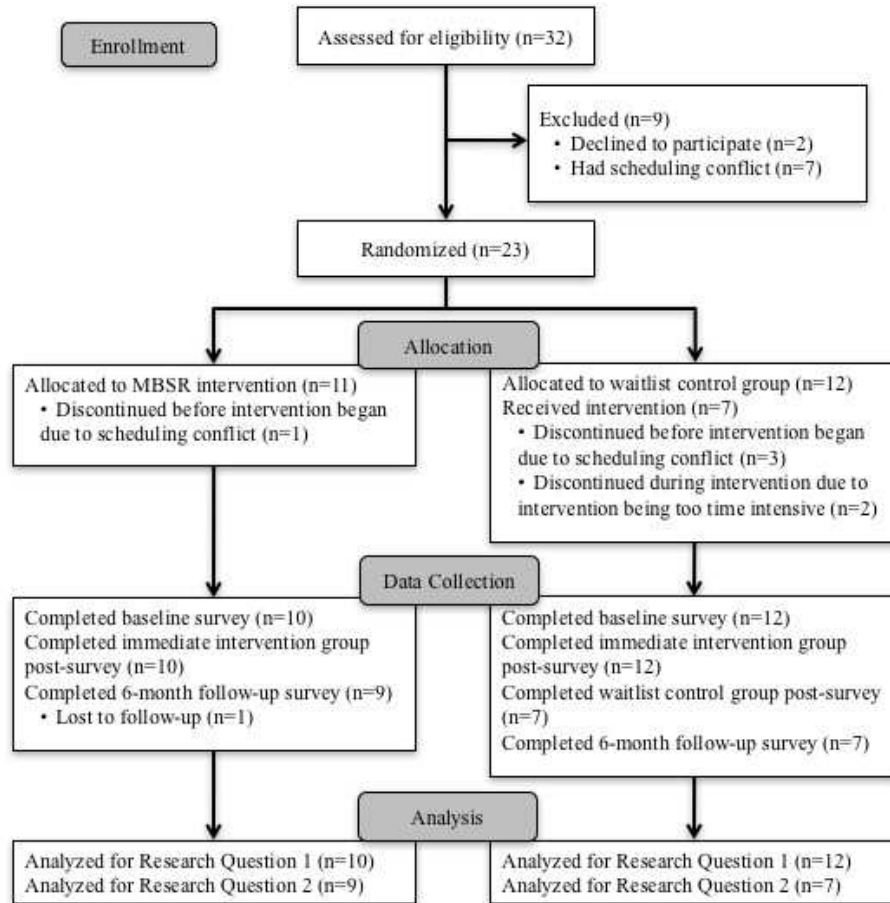 Enrollment
Assessed for eligibility (n=32)
Excluded (n=9)
• Declined to participate (n=2)
• Had scheduling conflict (n=7)
Randomized (n=23)
Allocation
Allocated to MBSR intervention (n=11)
• Discontinued before intervention began
due to scheduling conflict (n=1)
Allocated to waitlist control group (n=12)
Received intervention (n=7)
• Discontinued before intervention began
due to scheduling conflict (n=3)
• Discontinued during intervention due to
intervention being too time intensive (n=2)
Data Collection
Completed baseline survey (n=10)
Completed immediate intervention group
post-survey (n=10)
Completed 6-month follow-up survey (n=9)
• Lost to follow-up (n=1)
Completed baseline survey (n=12)
Completed immediate intervention group
post-survey (n=12)
Completed waitlist control group post-survey
(n=7)
Completed 6-month follow-up survey (n=7)
Analysis
Analyzed for Research Question 1 (n=10)
Analyzed for Research Question 2 (n=9)
Analyzed for Research Question 1 (n=12)
Analyzed for Research Question 2 (n=7)